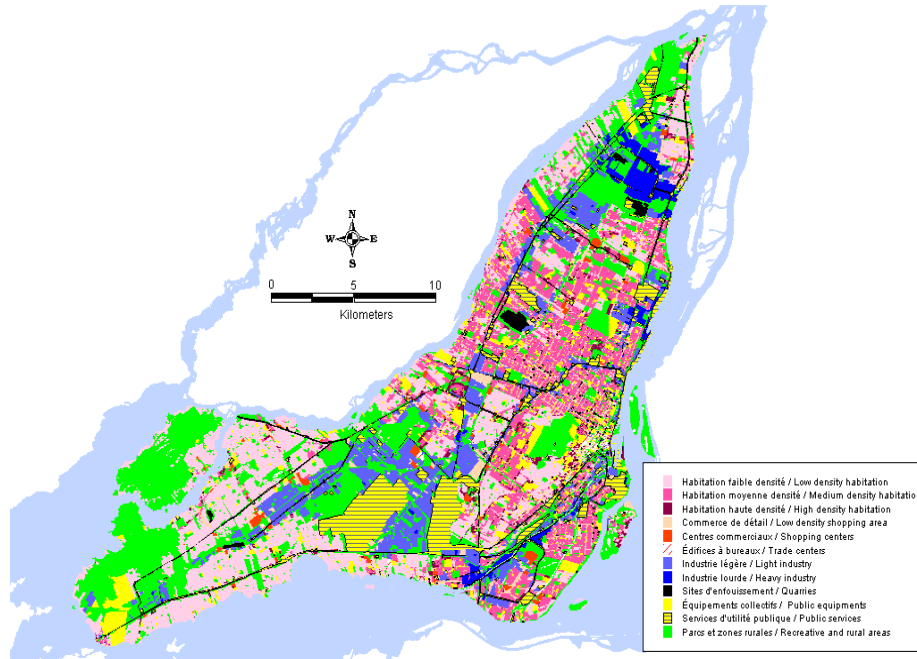 N
W E
S
0 5 10
Kilometers
Habitation faible densité / Low density habitation
Habitation moyenne densité / Medium density habitatio
Habitation haute densité / High density habitation
Commerce de détail / Low density shopping area
Centres commerciaux / Shopping centers
Édifices à bureaux / Trade centers
Industrie légère / Light industry
Industrie lourde / Heavy industry
Sites d'enfouissement / Quarries
Équipements collectifs / Public equipments
Services d'utilité publique / Public services
Parcs et zones rurales / Recreative and rural areas